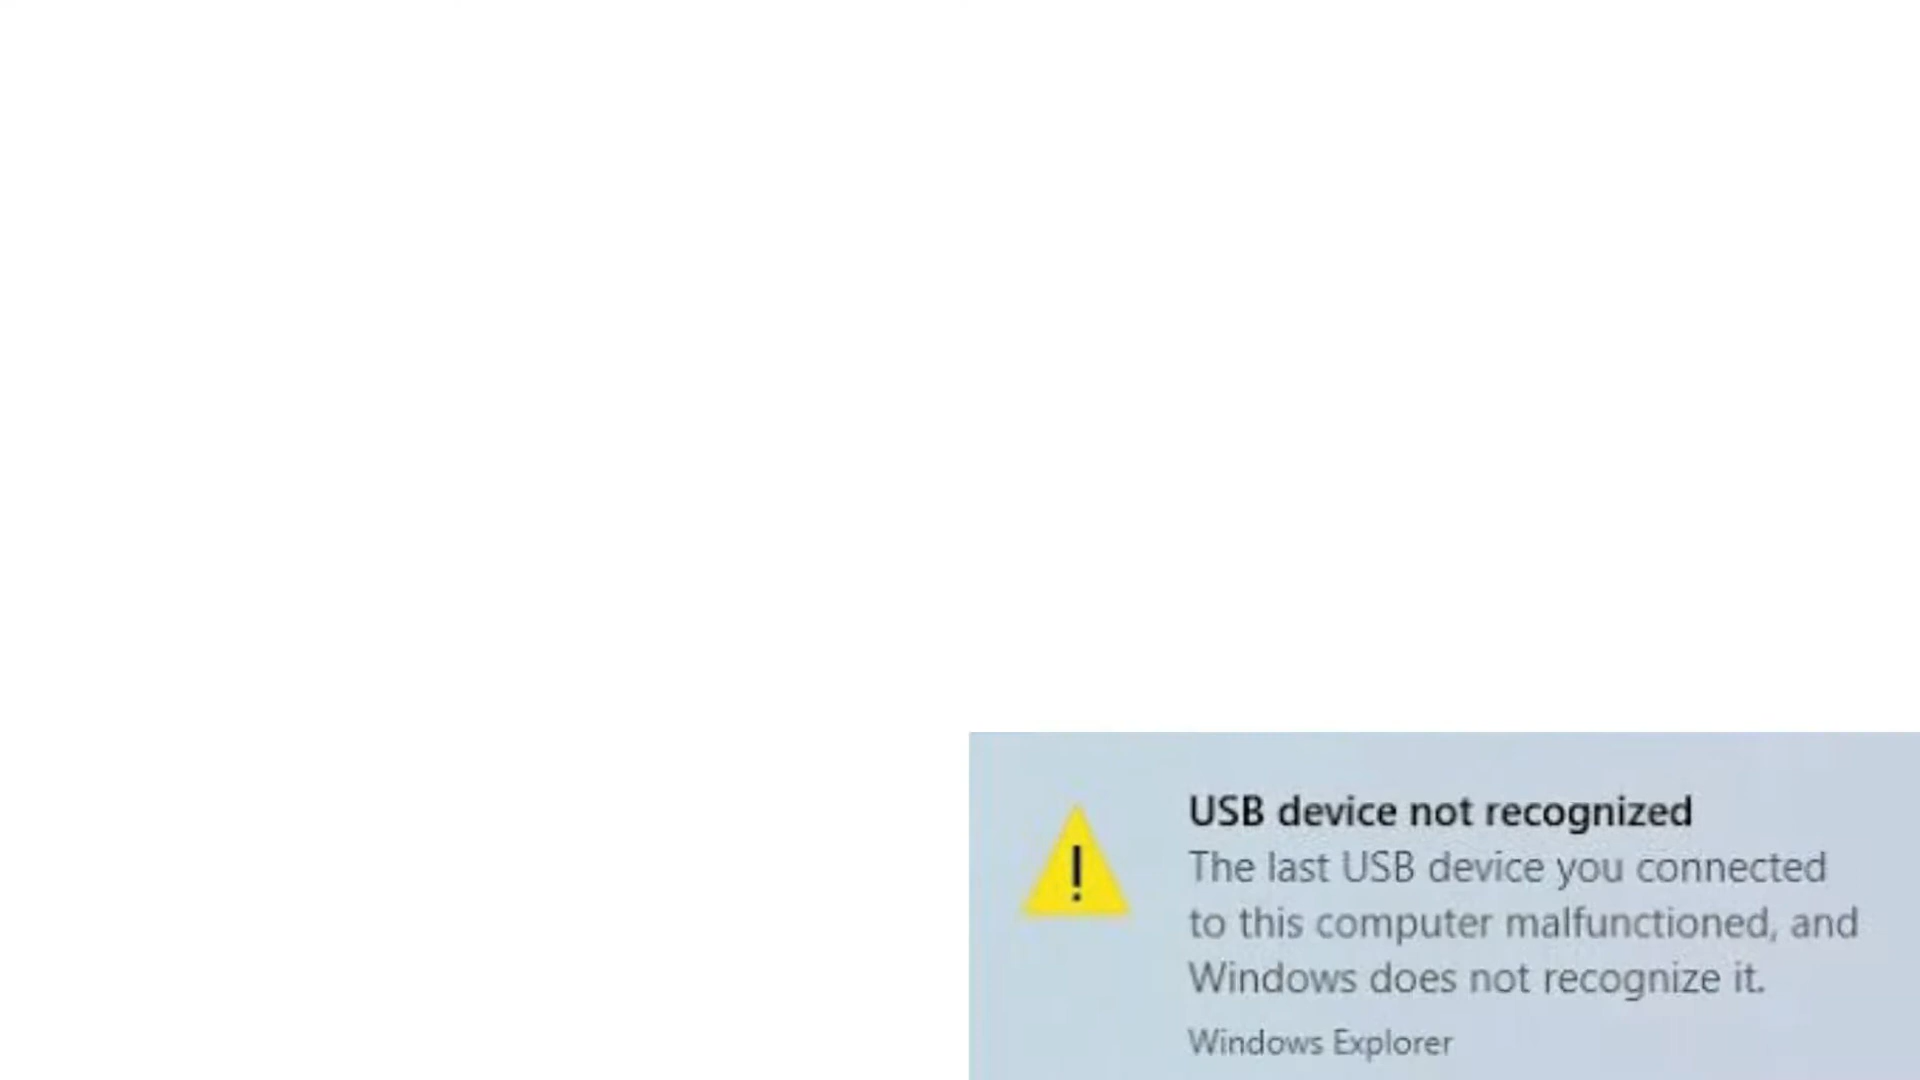 USB device not recognized
The last USB device you connected
to this computer malfunctioned, and
Windows does not recognize it.
Windows Explorer